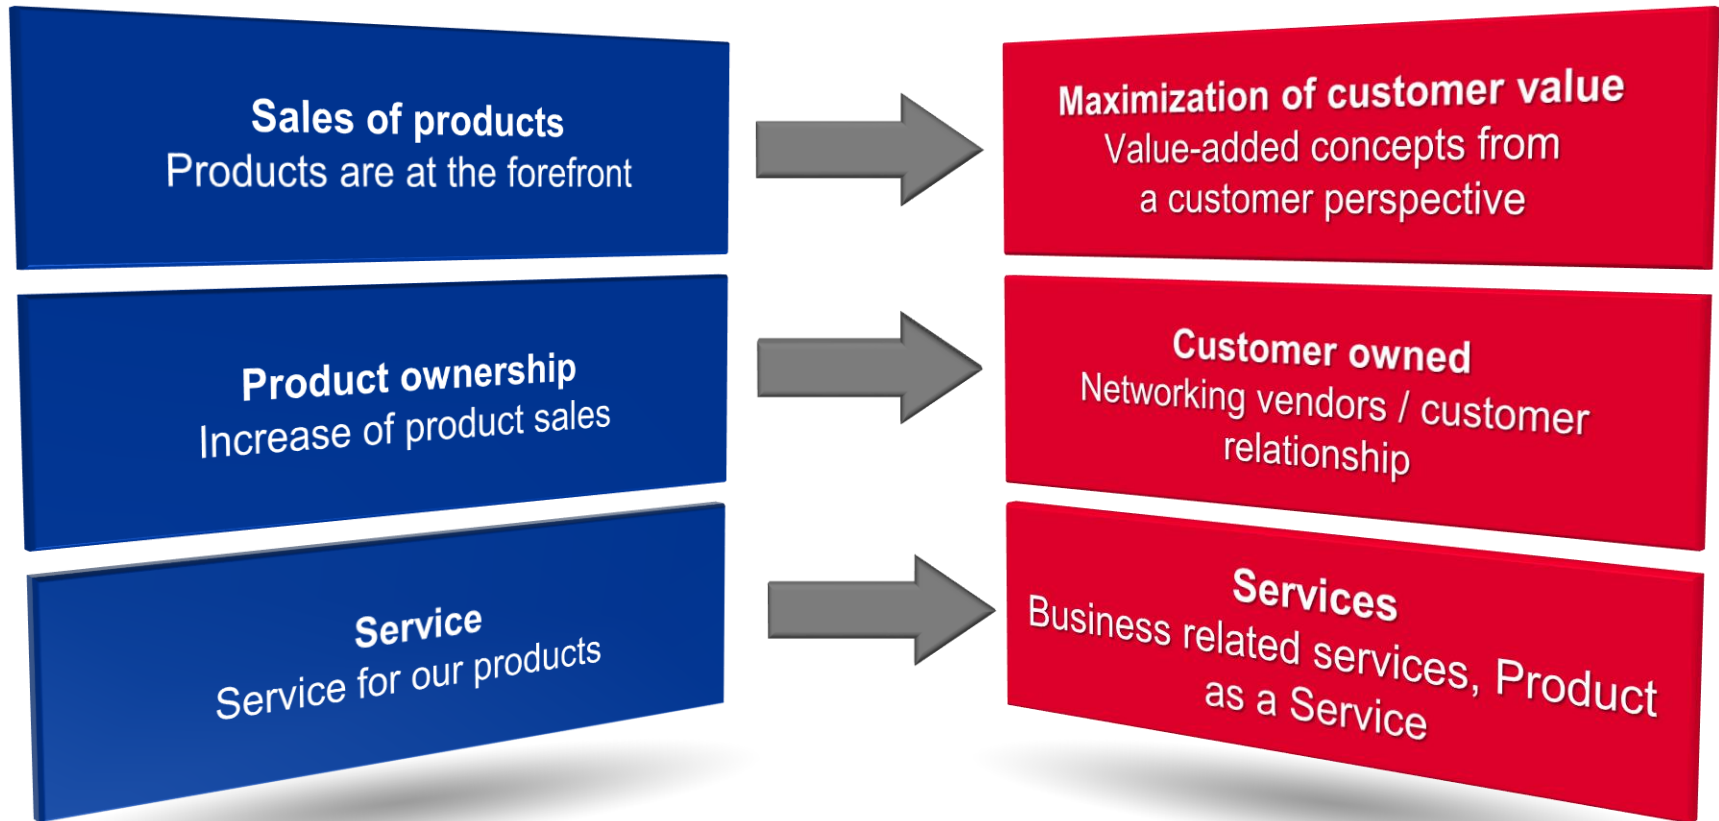 Sales of products
Products are at the forefront
Maximization of customer value
Value-added concepts from
a customer perspective
Product ownership
Increase of product sales
Customer owned
Networking vendors / customer
relationship
Service
Service for our products
Services
Business related services, Product
as a Service